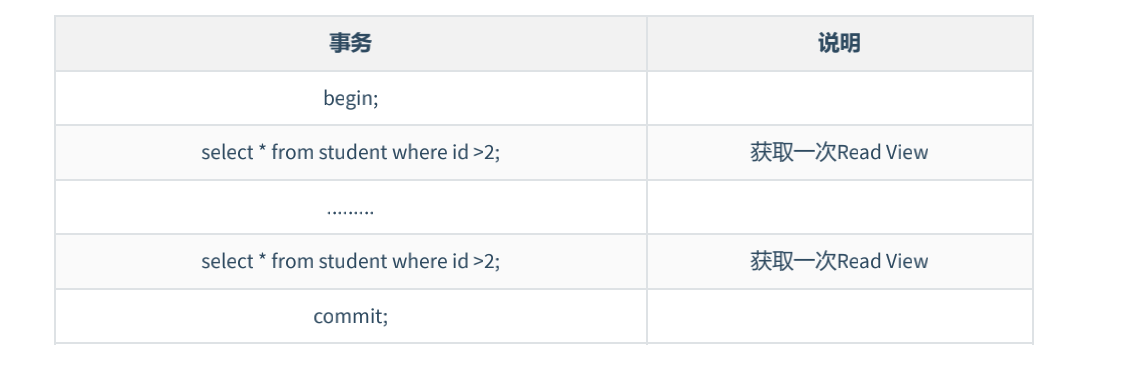 事务 说明
begin;
select * from student where id >2; 获取一次Read View
.........
select * from student where id >2; 获取一次Read View
commit;